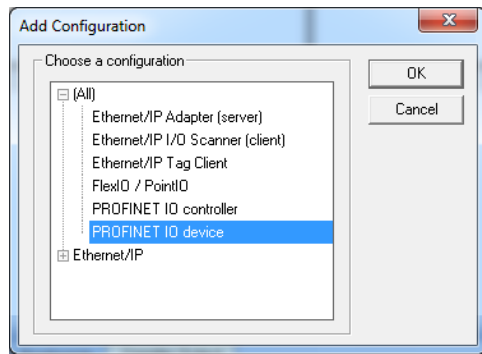 Add Configuration
Choose a configuration
OK
Cancel
(All)
Ethernet/IP Adapter (server)
Ethernet/IP I/O Scanner (client)
Ethernet/IP Tag Client
FlexIO / PointIO
PROFINET IO controller
PROFINET IO device
Ethernet/IP